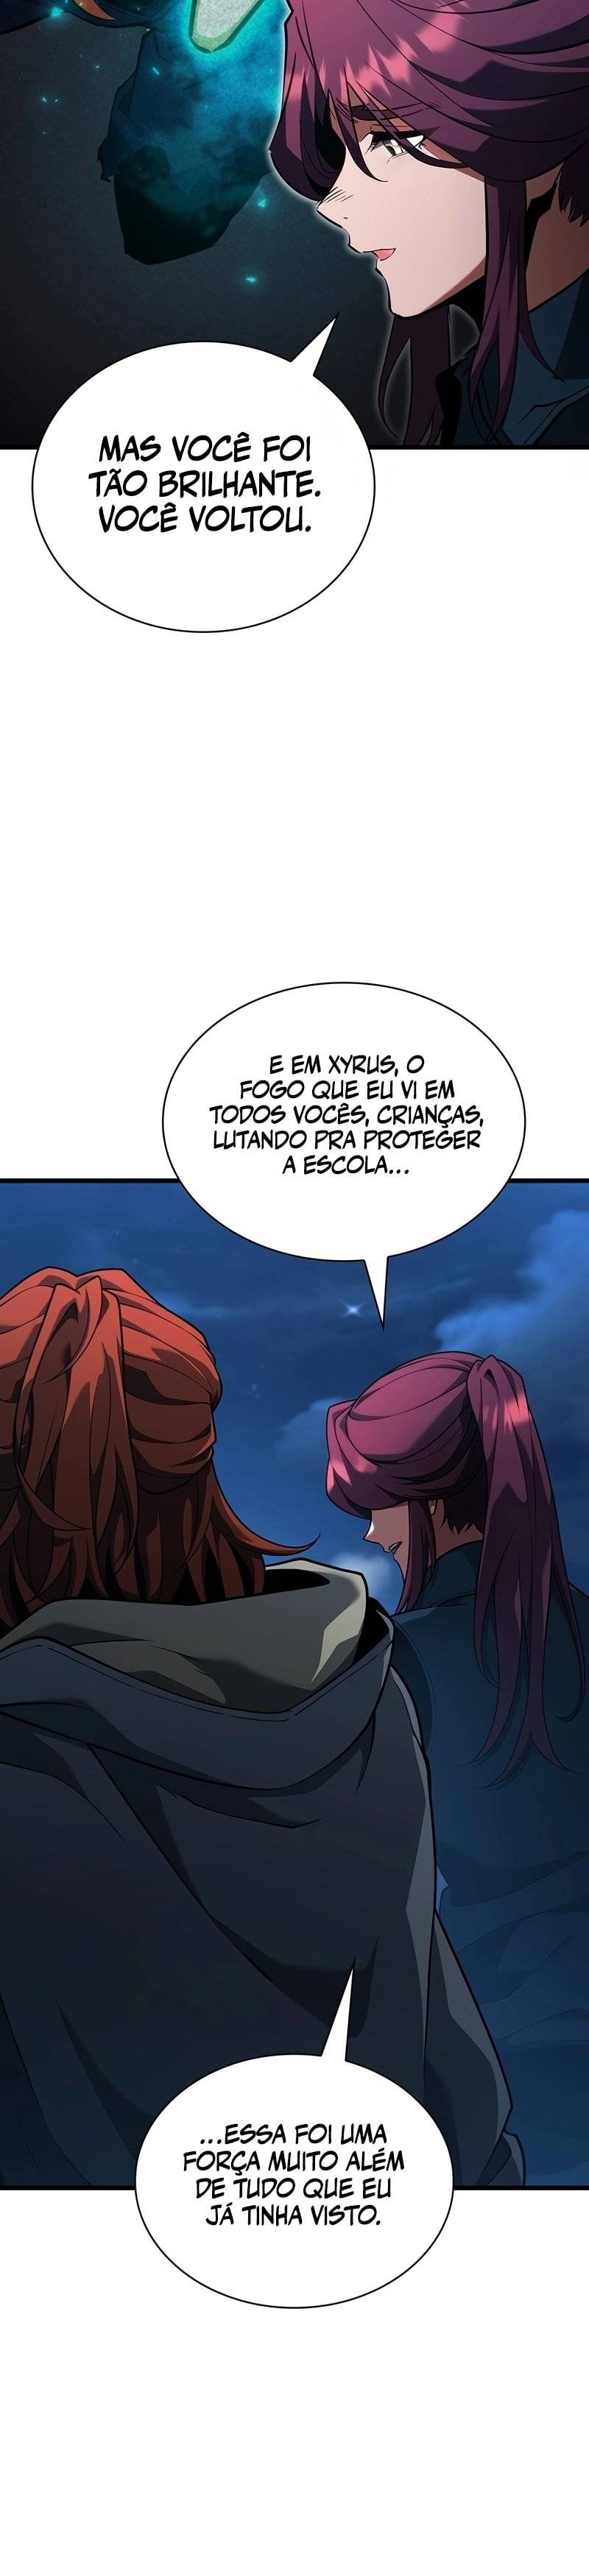 MAS VOCÊ FOI
TÃO BRILHANTE.
VOCÊ VOLTOU.
E EM XYRUS, O
FOGO QUE EU VI EM
TODOS VOCÊS, CRIANÇAS,
LUTANDO PRA PROTEGER
A ESCOLA...
...ESSA FOI UMA
FORÇA MUITO ALÉM
DE TUDO QUE EU
JÁ TINHA VISTO.